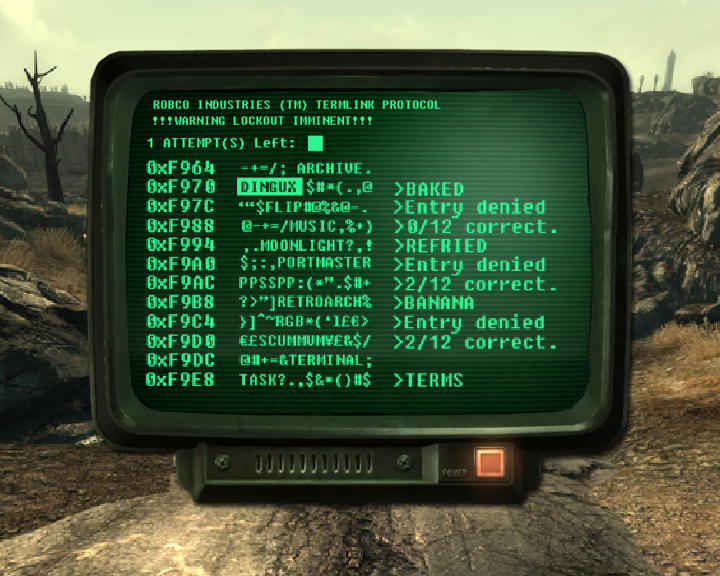 ROBCO INDUSTRIES (TM) TERMLINK PROTOCOL
!!!WARNING LOCKOUT IMMINENT!!!
1 ATTEMPT(S) Left:
0xF964 -+=/; ARCHIVE.
0xF970 DINGUX $#*(.,@ >BAKED
0xF97C ““$FLIP#@%&@-. >Entry denied
0xF988 @-+=/MUSIC,%+) >0/12 correct.
0xF994 ,.MOONLIGHT?,! >REFRIED
0xF9A0 $;:,PORTMASTER >Entry denied
0xF9AC PPSSPP:(*”.$#+ >2/12 correct.
0xF9B8 ?>”]RETROARCH% >BANANA
0xF9C4 }]^~RGB*(‘1£€> >Entry denied
0xF9D0 €£SCUMMVM¥£&$/ >2/12 correct.
0xF9DC @#+=&TERMINAL;
0xF9E8 TASK?.,$&*()#$ >TERMS
POWER